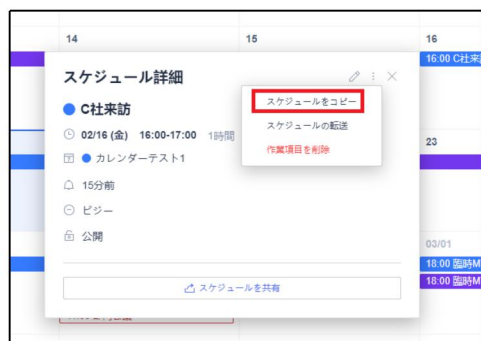 14
15
16
16:00 C社来
スケジュール詳細
C社来訪
スケジュールをコピー
スケジュールの転送
作業項目を削除
02/16 (金) 16:00-17:00 1時間
カレンダーテスト1
23
15分前
ビジー
公開
03/01
18:00 臨時M
18:00 臨時M
スケジュールを共有